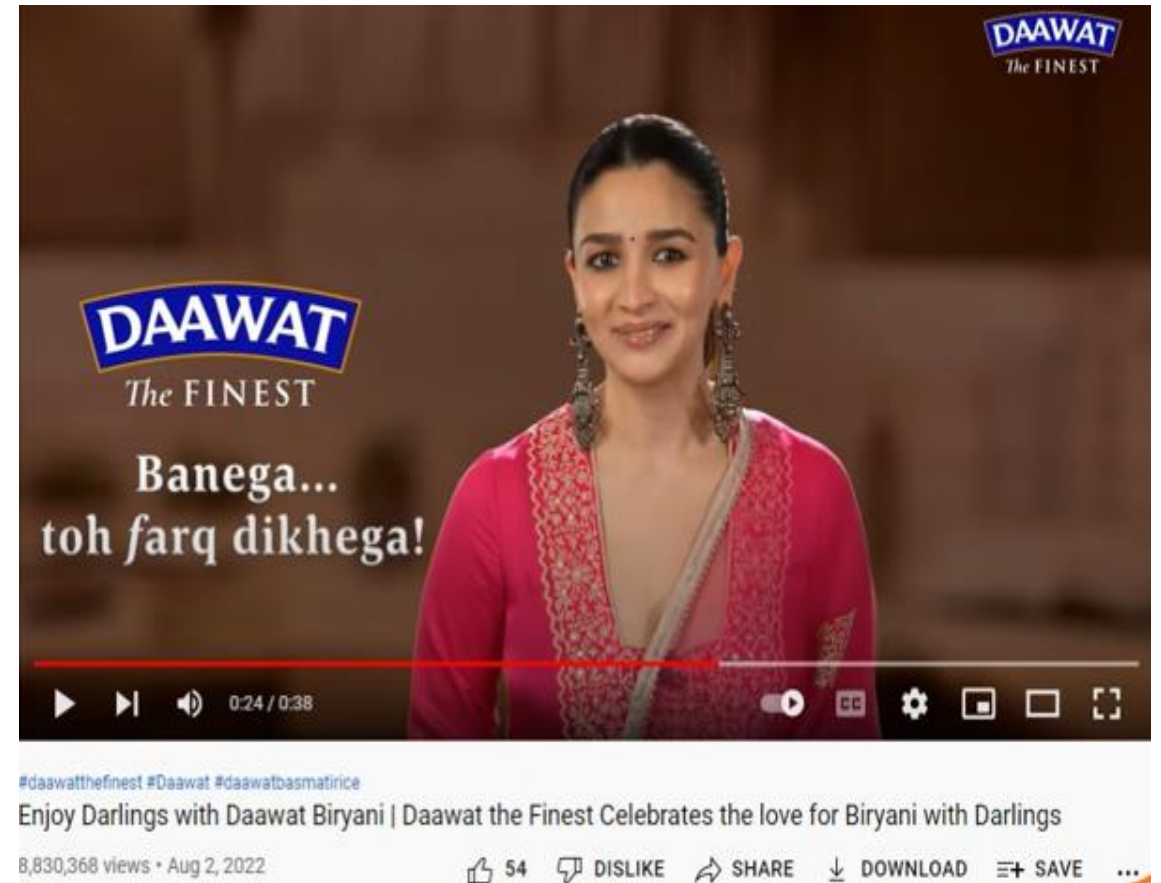 DAAWAT
The FINEST
DAAWAT
The FINEST
Banega...
toh farq dikhega!
0:24 / 0:38
CC
#daawatthefinest #Daawat #daawatbasmatirice
Enjoy Darlings with Daawat Biryani | Daawat the Finest Celebrates the love for Biryani with Darlings
8,830,368 views • Aug 2, 2022 54 DISLIKE SHARE DOWNLOAD SAVE ...